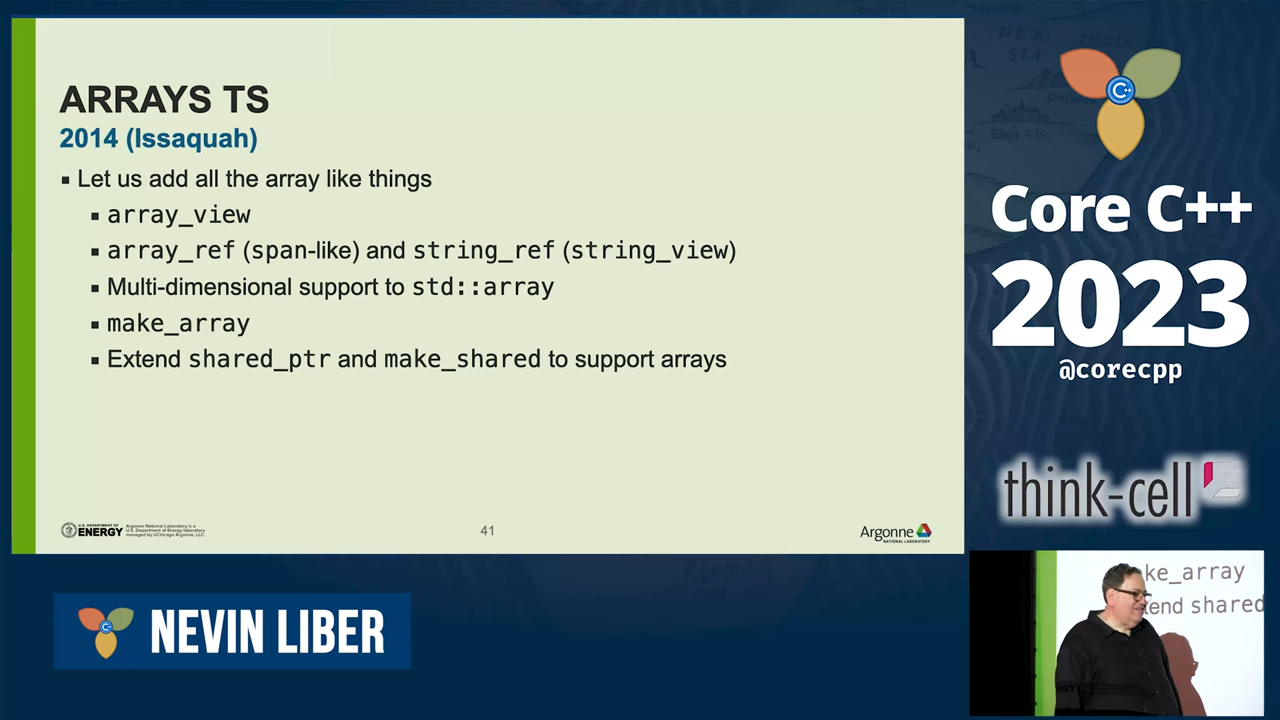 ARRAYS TS
2014 (Issaquah)
▪ Let us add all the array like things
▪ array_view
▪ array_ref (span-like) and string_ref (string_view)
▪ Multi-dimensional support to std::array
▪ make_array
▪ Extend shared_ptr and make_shared to support arrays
U.S. DEPARTMENT OF
ENERGY
Argonne National Laboratory is a
U.S. Department of Energy laboratory
managed by UChicago Argonne, LLC.
41
Argonne
NATIONAL LABORATORY
C++
Core C++
2023
@corecpp
think-cell
ke_array
end shared
NEVIN LIBER